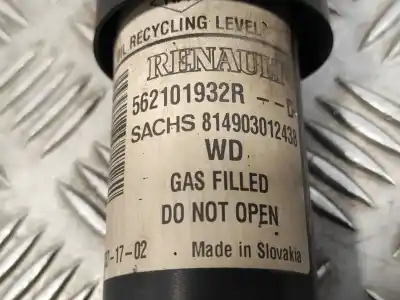 OIL RECYCLING LEVEL
RENAULT
562101932R --D-
SACHS 814903012438
WD
GAS FILLED
DO NOT OPEN
-17-02 Made in Slovakia